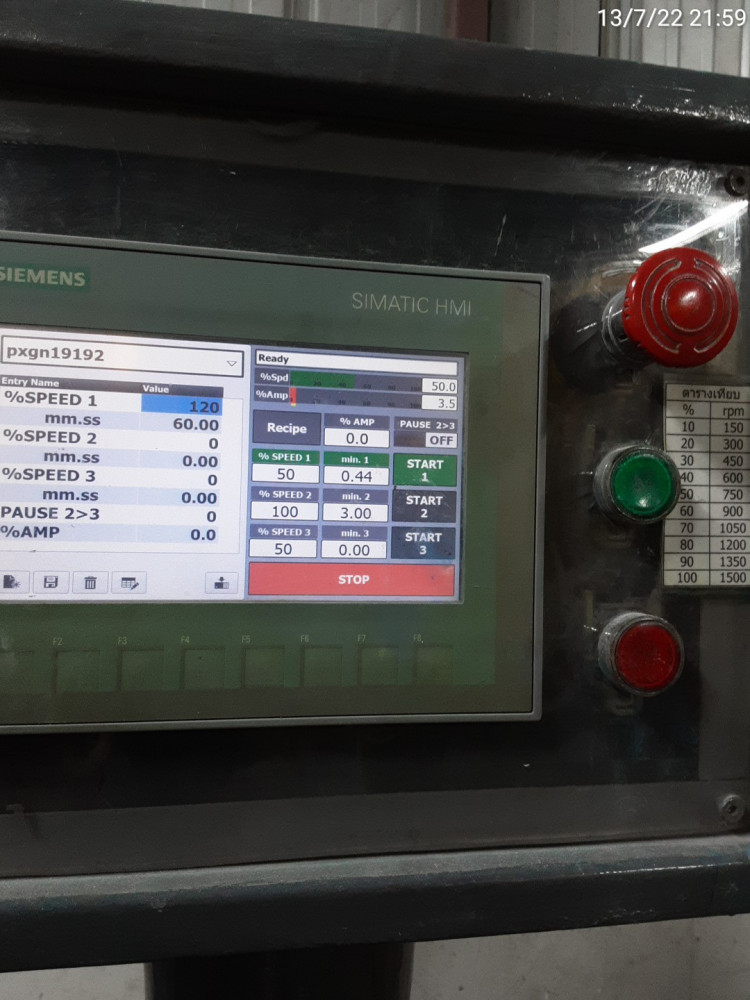 13/7/22 21:59
SIEMENS
SIMATIC HMI
pxgn19192
Entry Name Value
%SPEED 1 120
mm.ss 60.00
%SPEED 2 0
mm.ss 0.00
%SPEED 3 0
mm.ss 0.00
PAUSE 2>3 0
%AMP 0.0
Ready
%Spd 50.0
%Amp 3.5
Recipe
% AMP
0.0
PAUSE 2>3
OFF
% SPEED 1 min. 1 START 1
50 0.44
% SPEED 2 min. 2 START 2
100 3.00
% SPEED 3 min. 3 START 3
50 0.00
STOP
F2 F3 F4 F5 F6 F7 F8
ตารางเทียบ
% rpm
10 150
20 300
30 450
40 600
50 750
60 900
70 1050
80 1200
90 1350
100 1500